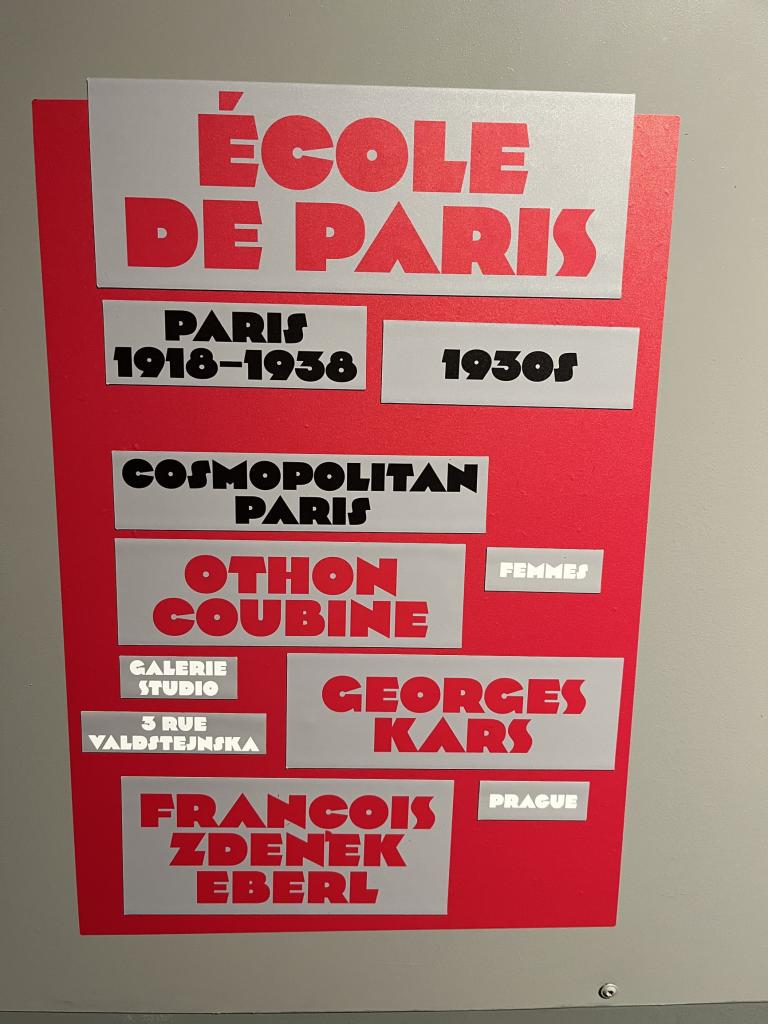 ÉCOLE
DE PARIS
PARIS
1918–1938
1930s
COSMOPOLITAN
PARIS
OTHON
COUBINE
FEMMES
GALERIE
STUDIO
3 RUE
VALDSTEJNSKA
GEORGES
KARS
FRANÇOIS
ZDENEK
EBERL
PRAGUE